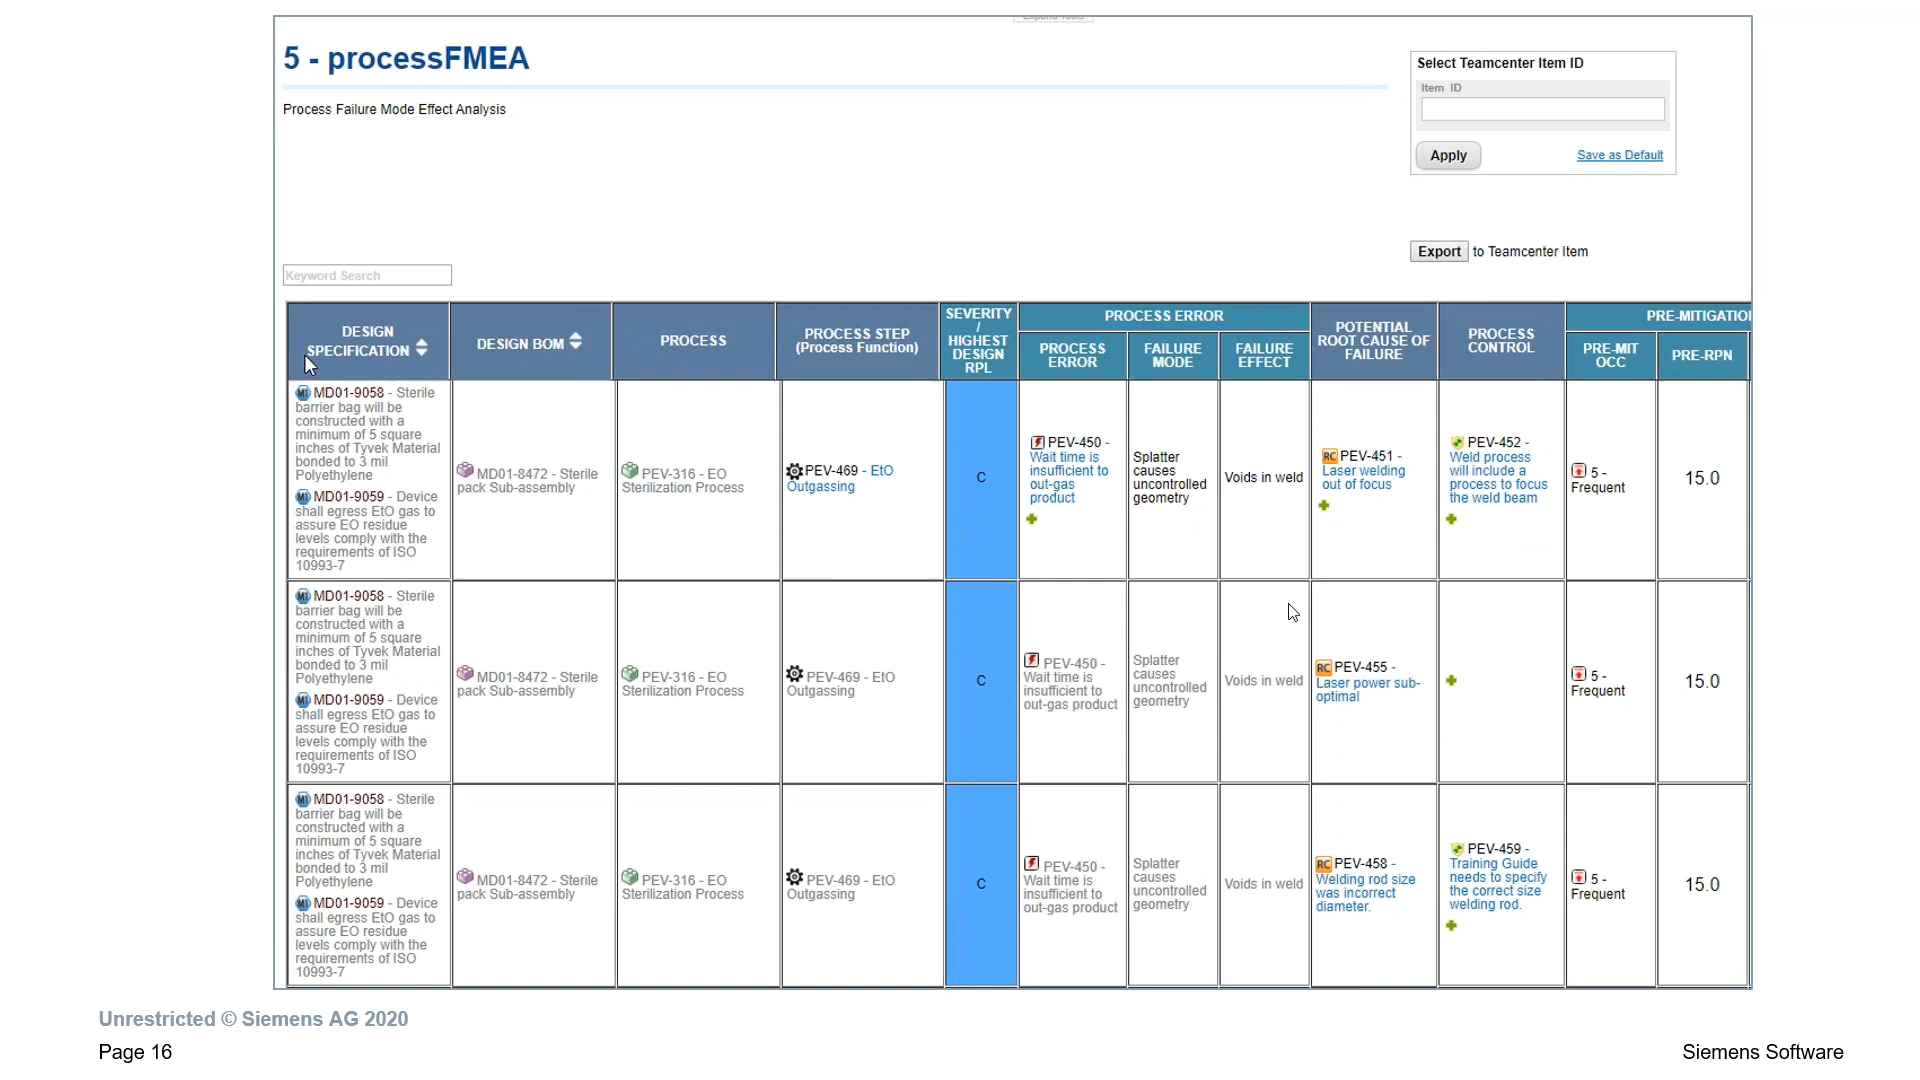 Expand Tools
5 - processFMEA
Select Teamcenter Item ID
Item ID
Process Failure Mode Effect Analysis
Apply
Save as Default
Export to Teamcenter Item
Keyword Search
DESIGN
SPECIFICATION
DESIGN BOM
PROCESS
PROCESS STEP
(Process Function)
SEVERITY
/
HIGHEST
DESIGN
RPL
PROCESS ERROR
PROCESS
ERROR
FAILURE
MODE
FAILURE
EFFECT
POTENTIAL
ROOT CAUSE OF
FAILURE
PROCESS
CONTROL
PRE-MITIGATIO
PRE-MIT
OCC
PRE-RPN
MD01-9058 - Sterile
barrier bag will be
constructed with a
minimum of 5 square
inches of Tyvek Material
bonded to 3 mil
Polyethylene
MD01-9059 - Device
shall egress EtO gas to
assure EO residue
levels comply with the
requirements of ISO
10993-7
MD01-8472 - Sterile
pack Sub-assembly
PEV-316 - EO
Sterilization Process
PEV-469 - EtO
Outgassing
C
PEV-450 -
Wait time is
insufficient to
out-gas
product
Splatter
causes
uncontrolled
geometry
Voids in weld
RC PEV-451 -
Laser welding
out of focus
PEV-452 -
Weld process
will include a
process to focus
the weld beam
5 -
Frequent
15.0
MD01-9058 - Sterile
barrier bag will be
constructed with a
minimum of 5 square
inches of Tyvek Material
bonded to 3 mil
Polyethylene
MD01-9059 - Device
shall egress EtO gas to
assure EO residue
levels comply with the
requirements of ISO
10993-7
MD01-8472 - Sterile
pack Sub-assembly
PEV-316 - EO
Sterilization Process
PEV-469 - EtO
Outgassing
C
PEV-450 -
Wait time is
insufficient to
out-gas product
Splatter
causes
uncontrolled
geometry
Voids in weld
RC PEV-455 -
Laser power sub-
optimal
5 -
Frequent
15.0
MD01-9058 - Sterile
barrier bag will be
constructed with a
minimum of 5 square
inches of Tyvek Material
bonded to 3 mil
Polyethylene
MD01-9059 - Device
shall egress EtO gas to
assure EO residue
levels comply with the
requirements of ISO
10993-7
MD01-8472 - Sterile
pack Sub-assembly
PEV-316 - EO
Sterilization Process
PEV-469 - EtO
Outgassing
C
PEV-450 -
Wait time is
insufficient to
out-gas product
Splatter
causes
uncontrolled
geometry
Voids in weld
RC PEV-458 -
Welding rod size
was incorrect
diameter.
PEV-459 -
Training Guide
needs to specify
the correct size
welding rod.
5 -
Frequent
15.0
Unrestricted © Siemens AG 2020
Page 16
Siemens Software